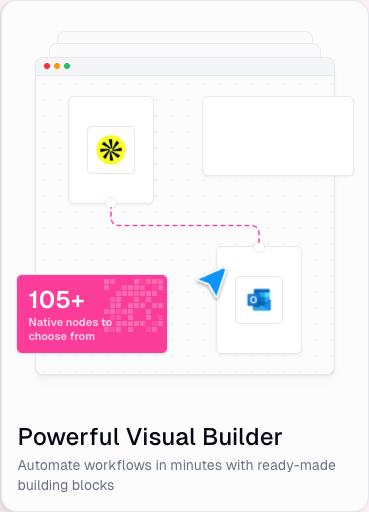 105+
Native nodes to
choose from
Powerful Visual Builder
Automate workflows in minutes with ready-made
building blocks